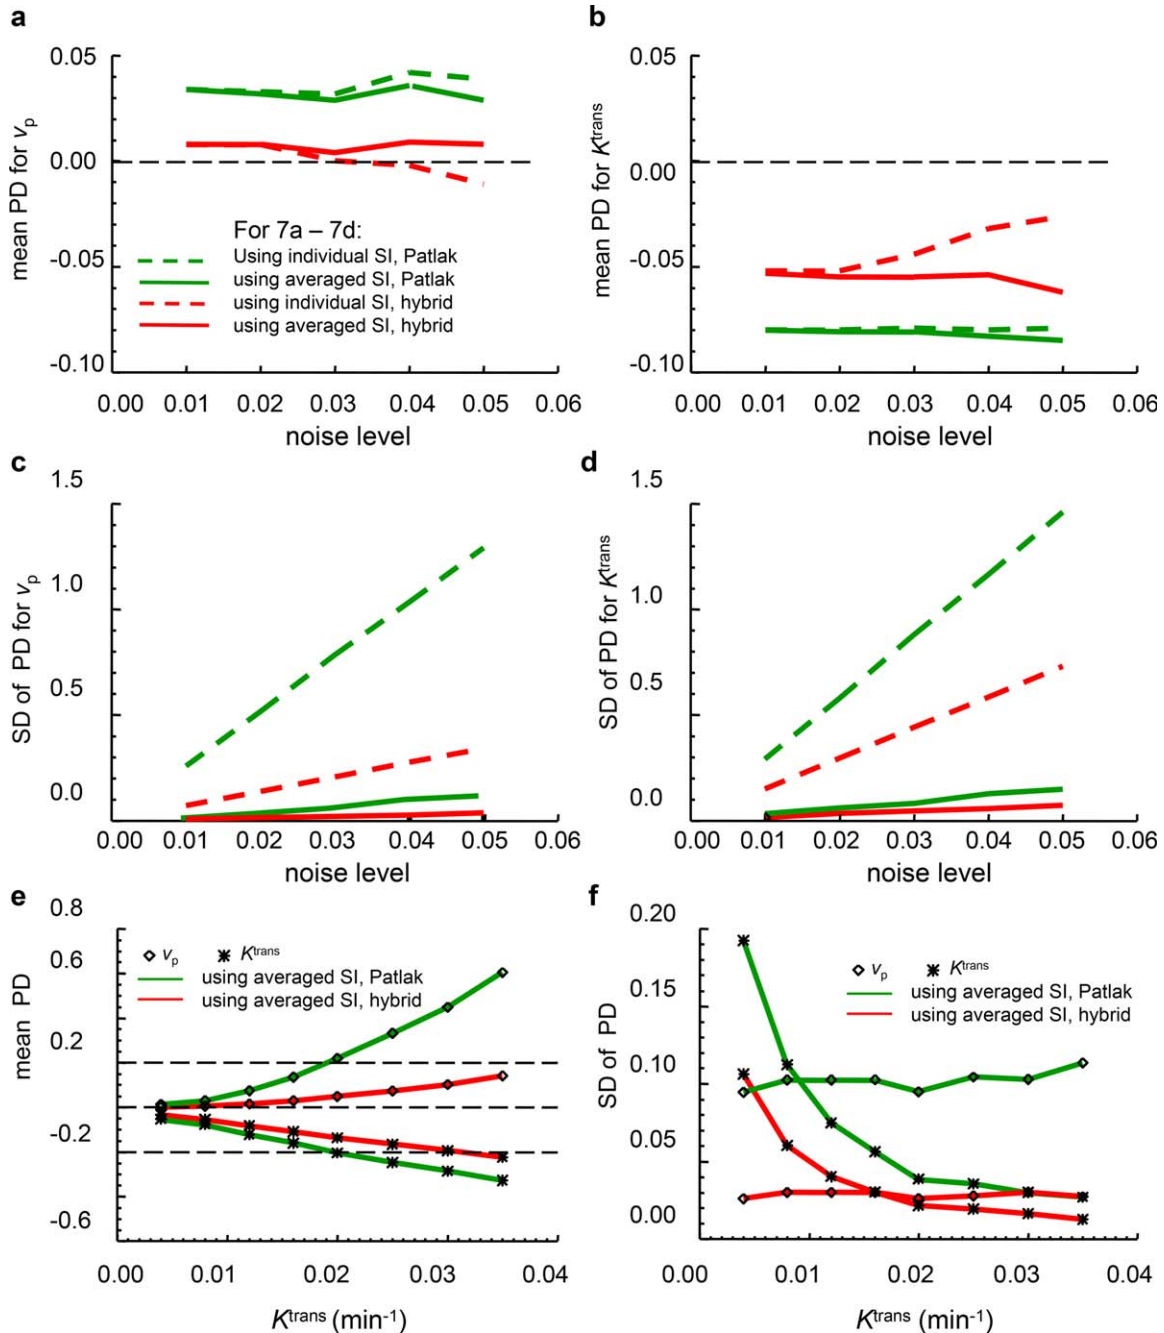 a
mean PD for vp
0.05
0.00
-0.05
-0.10
For 7a – 7d:
Using individual SI, Patlak
using averaged SI, Patlak
using individual SI, hybrid
using averaged SI, hybrid
0.00 0.01 0.02 0.03 0.04 0.05 0.06
noise level
b
mean PD for Ktrans
0.05
0.00
-0.05
-0.10
0.00 0.01 0.02 0.03 0.04 0.05 0.06
noise level
c
SD of PD for vp
1.5
1.0
0.5
0.0
0.00 0.01 0.02 0.03 0.04 0.05 0.06
noise level
d
SD of PD for Ktrans
1.5
1.0
0.5
0.0
0.00 0.01 0.02 0.03 0.04 0.05 0.06
noise level
e
mean PD
0.8
0.6
0.2
-0.2
-0.6
vp Ktrans
using averaged SI, Patlak
using averaged SI, hybrid
0.00 0.01 0.02 0.03 0.04
Ktrans (min-1)
f
SD of PD
0.20
0.15
0.10
0.05
0.00
vp Ktrans
using averaged SI, Patlak
using averaged SI, hybrid
0.00 0.01 0.02 0.03 0.04
Ktrans (min-1)